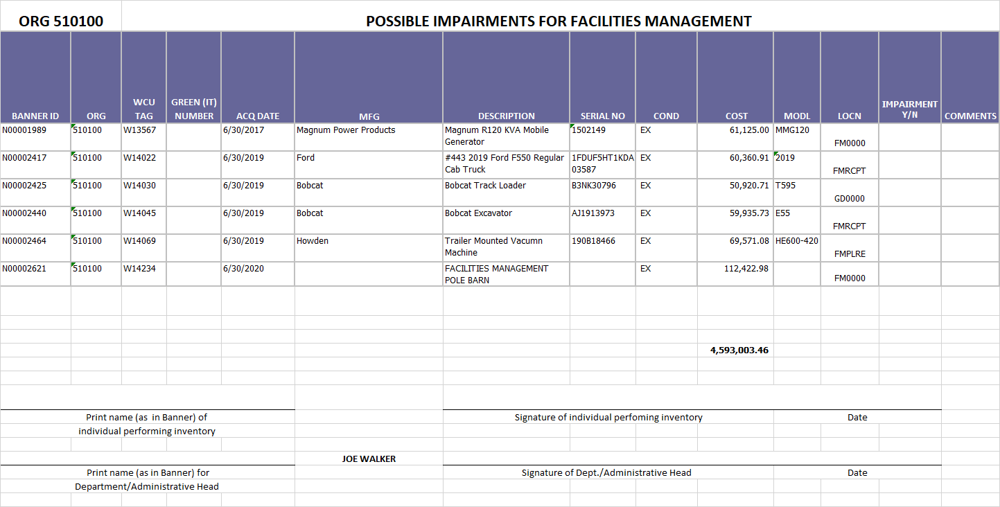 ORG 510100 POSSIBLE IMPAIRMENTS FOR FACILITIES MANAGEMENT
WCU GREEN (IT) IMPAIRMENT
BANNER ID ORG TAG NUMBER ACQ DATE MFG DESCRIPTION SERIAL NO COND COST MODL LOCN Y/N COMMENTS
N00001989 510100 W13567 6/30/2017 Magnum Power Products Magnum R120 KVA Mobile 1502149 EX 61,125.00 MMG120
Generator FM0000
N00002417 510100 W14022 6/30/2019 Ford #443 2019 Ford F550 Regular 1FDUF5HT1KDA EX 60,360.91 2019
Cab Truck 03587 FMRCPT
N00002425 510100 W14030 6/30/2019 Bobcat Bobcat Track Loader B3NK30796 EX 50,920.71 T595
GD0000
N00002440 510100 W14045 6/30/2019 Bobcat Bobcat Excavator AJ1913973 EX 59,935.73 E55
FMRCPT
N00002464 510100 W14069 6/30/2019 Howden Trailer Mounted Vacumn 190B18466 EX 69,571.08 HE600-420
Machine FMPLRE
N00002621 510100 W14234 6/30/2020 FACILITIES MANAGEMENT EX 112,422.98
POLE BARN FM0000
4,593,003.46
Print name (as in Banner) of Signature of individual perfoming inventory Date
individual performing inventory
JOE WALKER
Print name (as in Banner) for Signature of Dept./Administrative Head Date
Department/Administrative Head